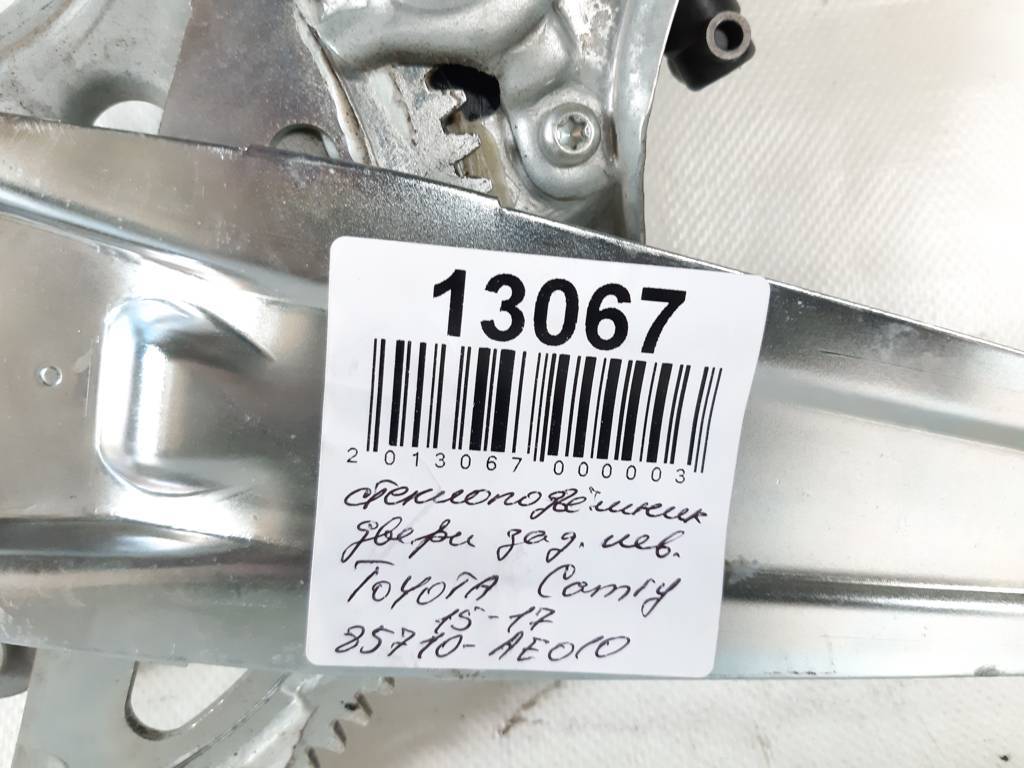 13067
2 013067 000003
стеклоподъёмник
двери зад. лев.
TOYOTA Camry
15-17
85710-AE010